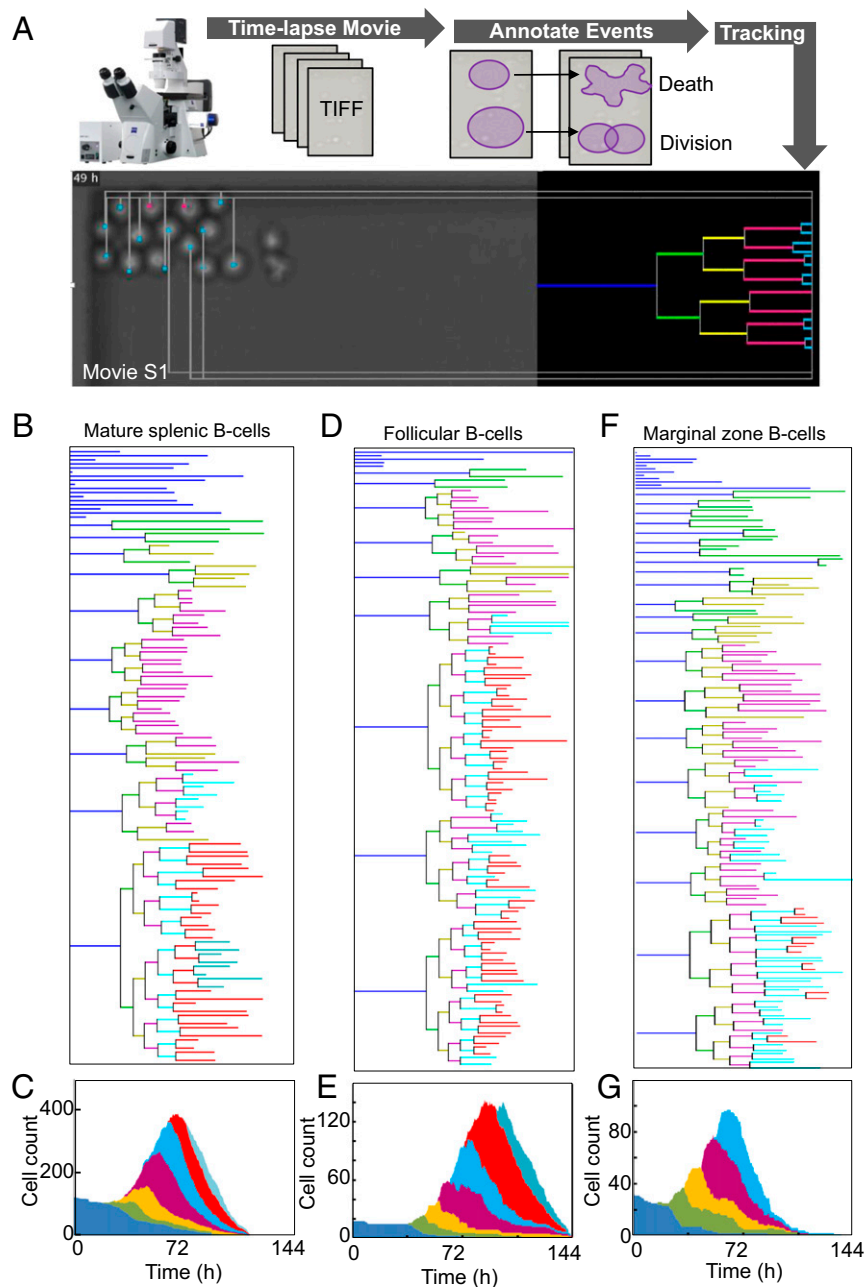 A
Time-lapse Movie
Annotate Events
Tracking
TIFF
Death
Division
49 h
Movie S1
B
Mature splenic B-cells
D
Follicular B-cells
F
Marginal zone B-cells
C
Cell count
400
200
0
0
72
144
Time (h)
E
Cell count
120
60
0
0
72
144
Time (h)
G
Cell count
80
40
0
0
72
144
Time (h)